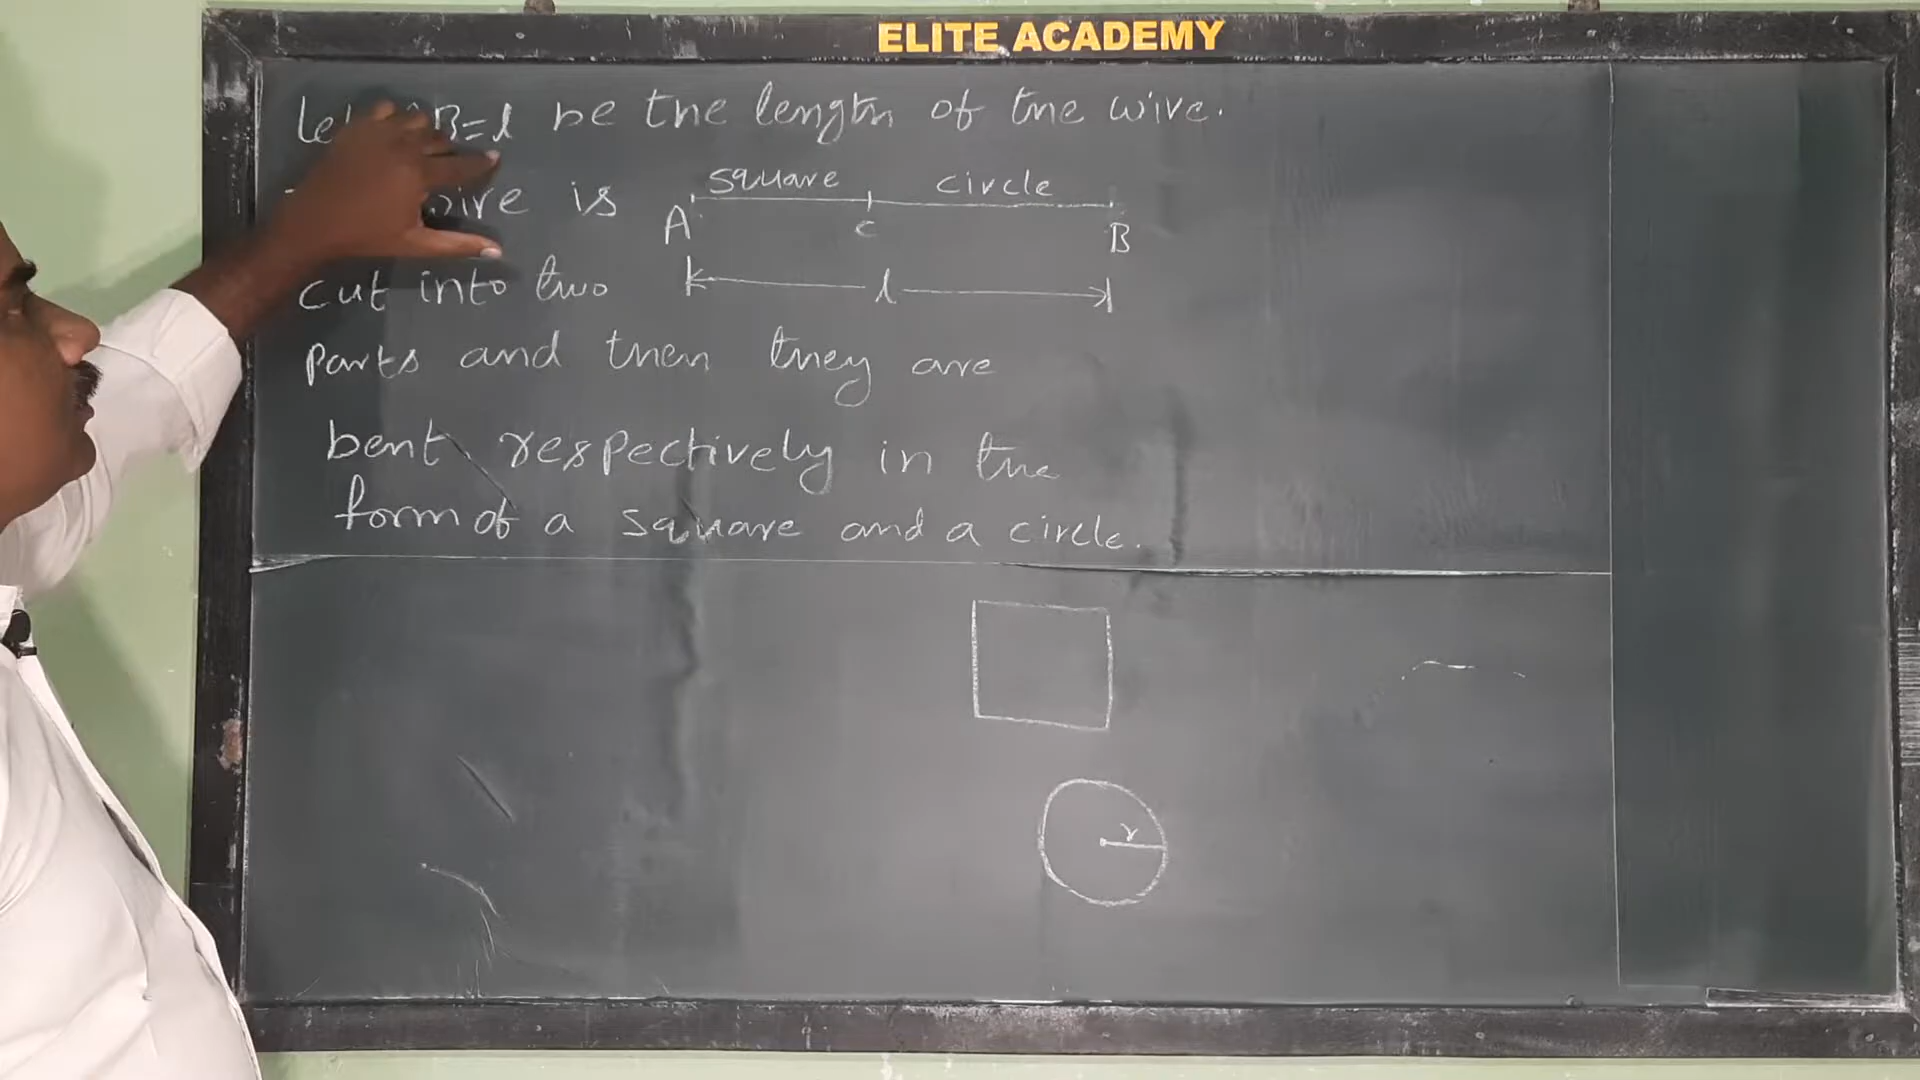 ELITE ACADEMY
B=l be the length of the wire.
square circle
is
A C B
cut into two
l
parts and then they are
bent respectively in the
form of a square and a circle.
r